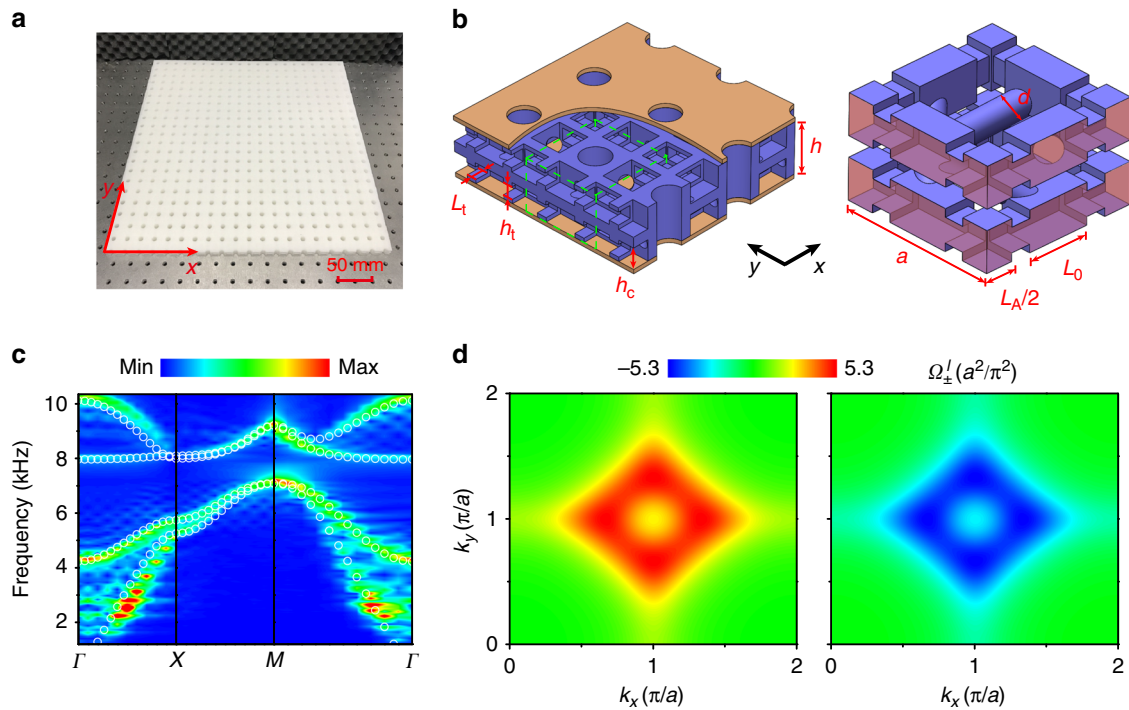 a
y
x
50 mm
b
h
L_t
h_t
h_c
y x
d
a
L_A/2
L_0
c
Min Max
Frequency (kHz)
10
8
6
4
2
Γ X M Γ
d
−5.3 5.3 Ω_±^l (a²/π²)
k_y (π/a)
2
1
0
0 1 2
0 1 2
k_x (π/a) k_x (π/a)